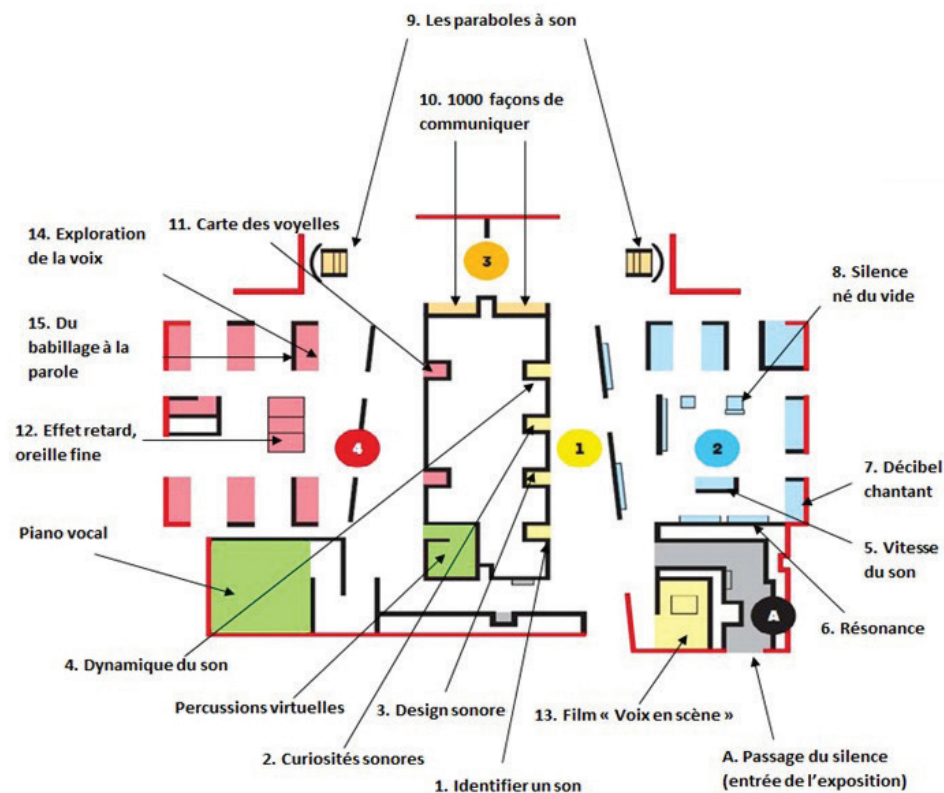 9. Les paraboles à son
10. 1000 façons de
communiquer
11. Carte des voyelles
14. Exploration
de la voix
3
8. Silence
né du vide
15. Du
babillage à la
parole
12. Effet retard,
oreille fine
4
1
2
7. Décibel
chantant
Piano vocal
5. Vitesse
du son
A
6. Résonance
4. Dynamique du son
Percussions virtuelles
3. Design sonore
13. Film « Voix en scène »
2. Curiosités sonores
A. Passage du silence
(entrée de l’exposition)
1. Identifier un son